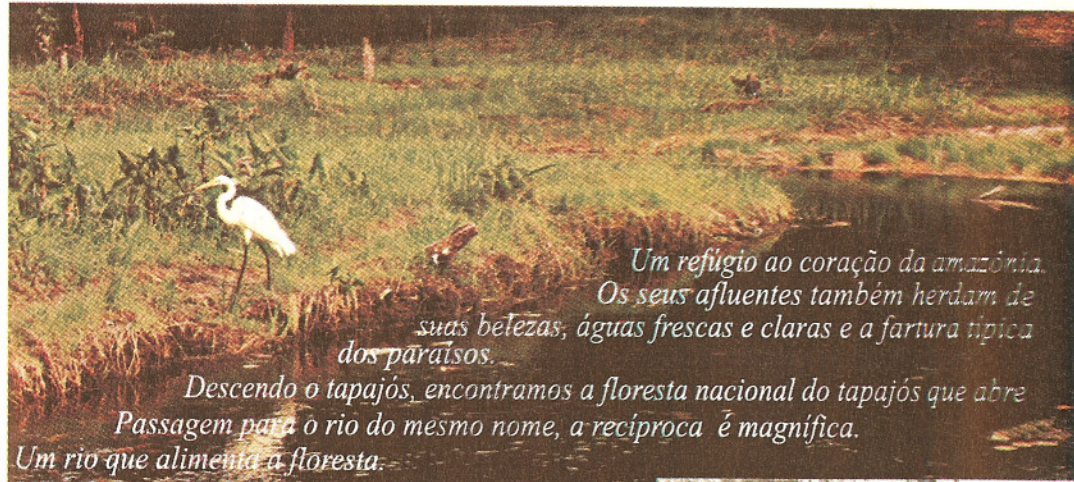 Um refúgio ao coração da amazônia.
Os seus afluentes também herdam de
suas belezas, águas frescas e claras e a fartura típica
dos paraísos.
Descendo o tapajós, encontramos a floresta nacional do tapajós que abre
Passagem para o rio do mesmo nome, a recíproca é magnífica.
Um rio que alimenta a floresta.